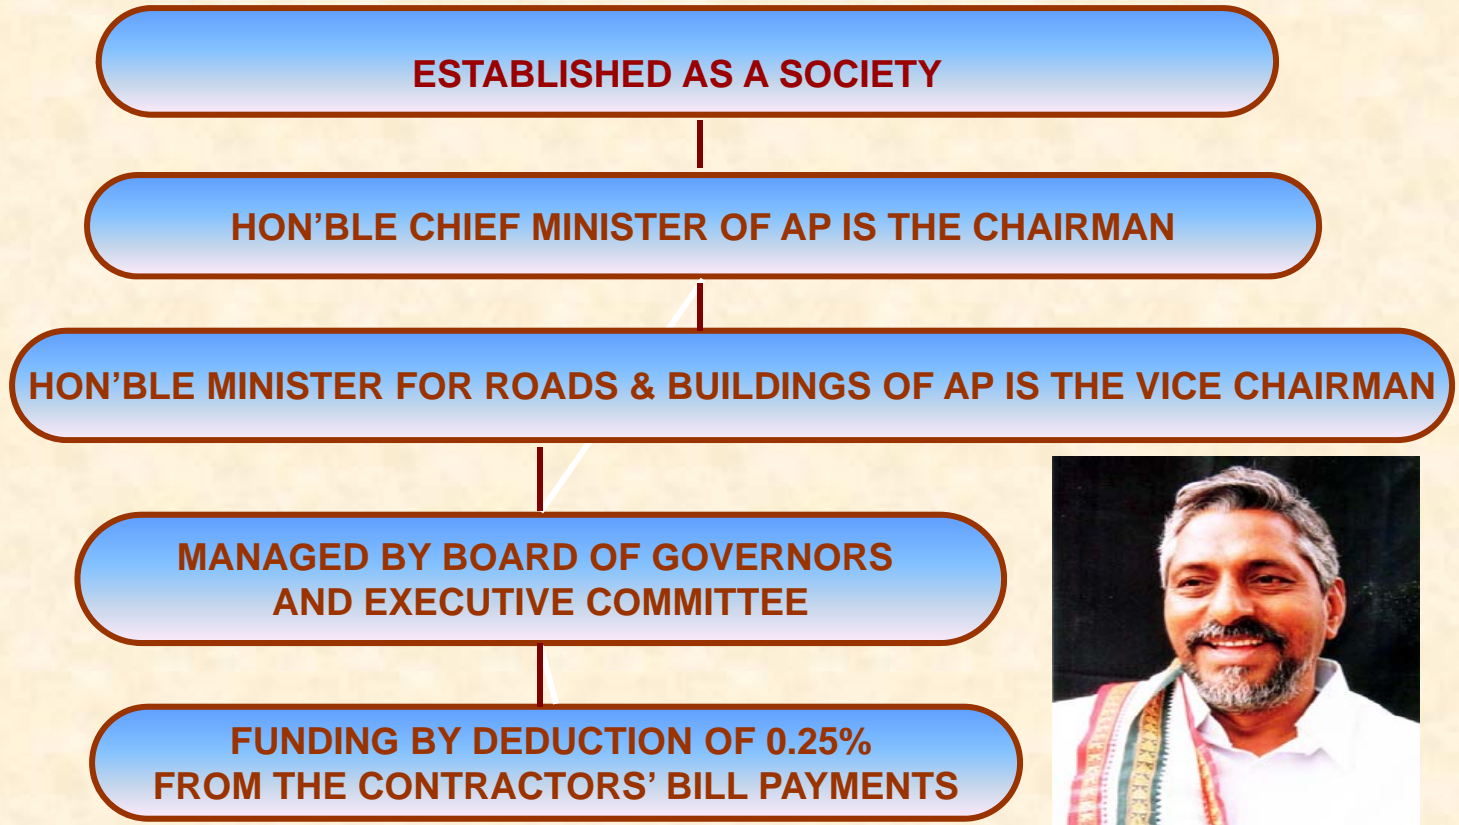 ESTABLISHED AS A SOCIETY
HON’BLE CHIEF MINISTER OF AP IS THE CHAIRMAN
HON’BLE MINISTER FOR ROADS & BUILDINGS OF AP IS THE VICE CHAIRMAN
MANAGED BY BOARD OF GOVERNORS
AND EXECUTIVE COMMITTEE
FUNDING BY DEDUCTION OF 0.25%
FROM THE CONTRACTORS’ BILL PAYMENTS